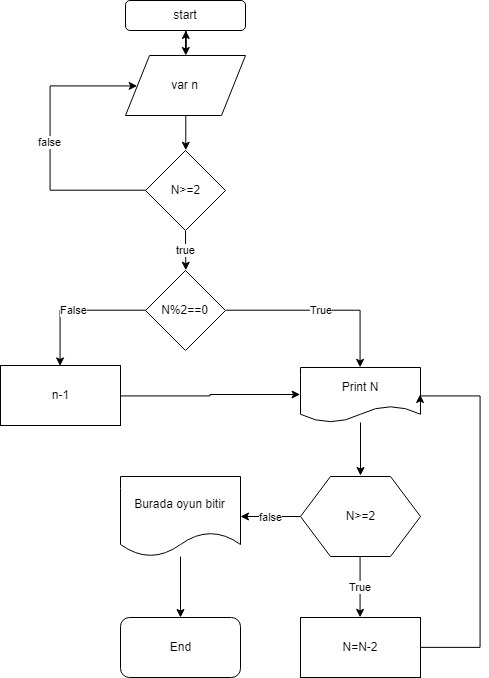 start
var n
false
N>=2
true
N%2==0
False
True
n-1
Print N
Burada oyun bitir
false
N>=2
True
End
N=N-2